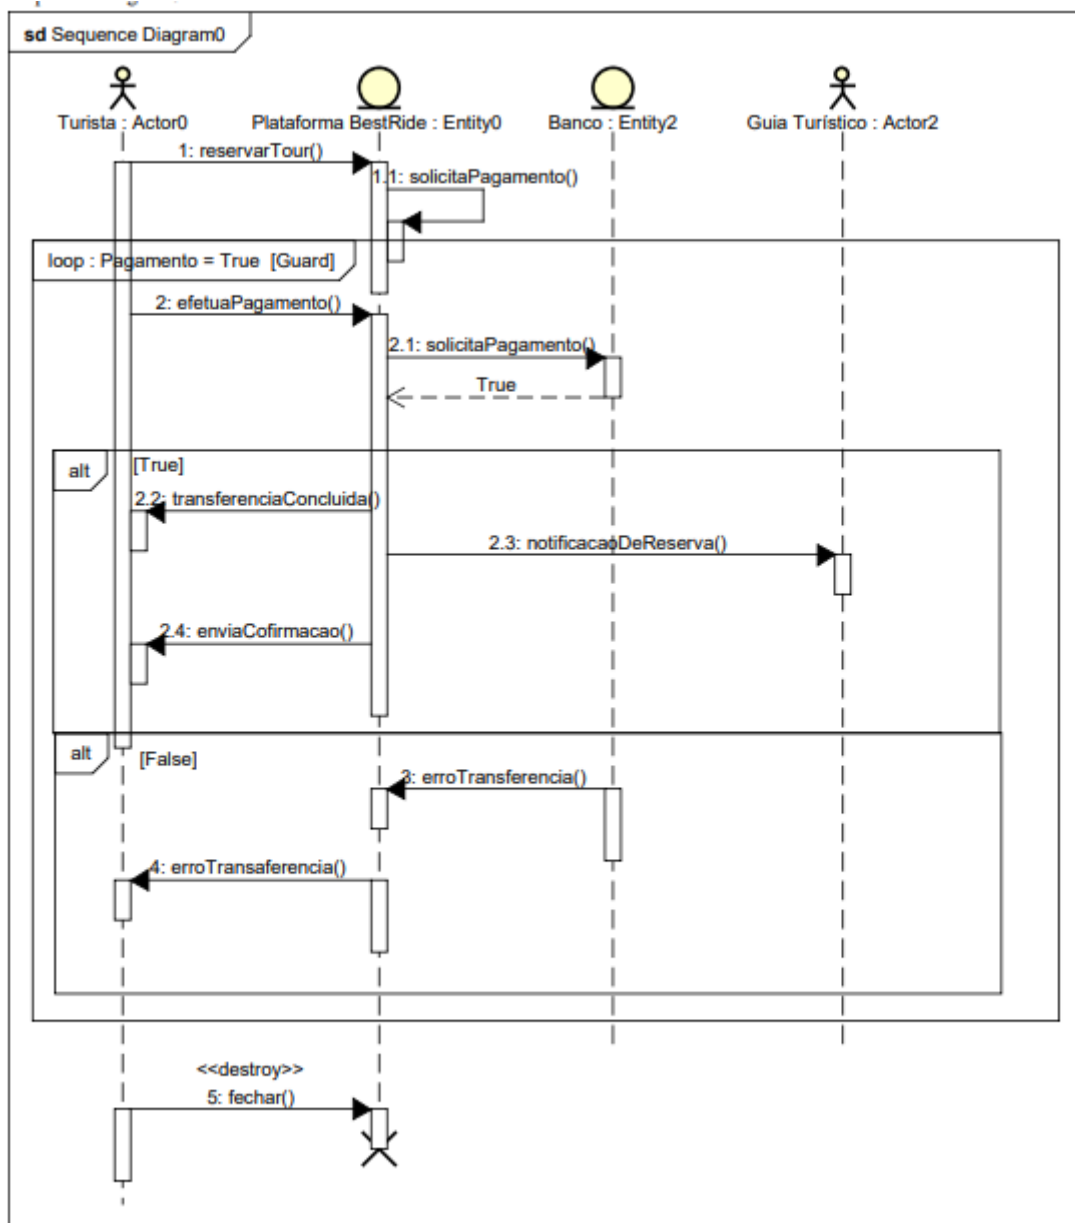 sd Sequence Diagram0
Turista : Actor0
Plataforma BestRide : Entity0
Banco : Entity2
Guia Turístico : Actor2
1: reservarTour()
1.1: solicitaPagamento()
loop : Pagamento = True [Guard]
2: efetuaPagamento()
2.1: solicitaPagamento()
True
alt
[True]
2.2: transferenciaConcluida()
2.3: notificacaoDeReserva()
2.4: enviaCofirmacao()
alt
[False]
3: erroTransferencia()
4: erroTransaferencia()
<<destroy>>
5: fechar()